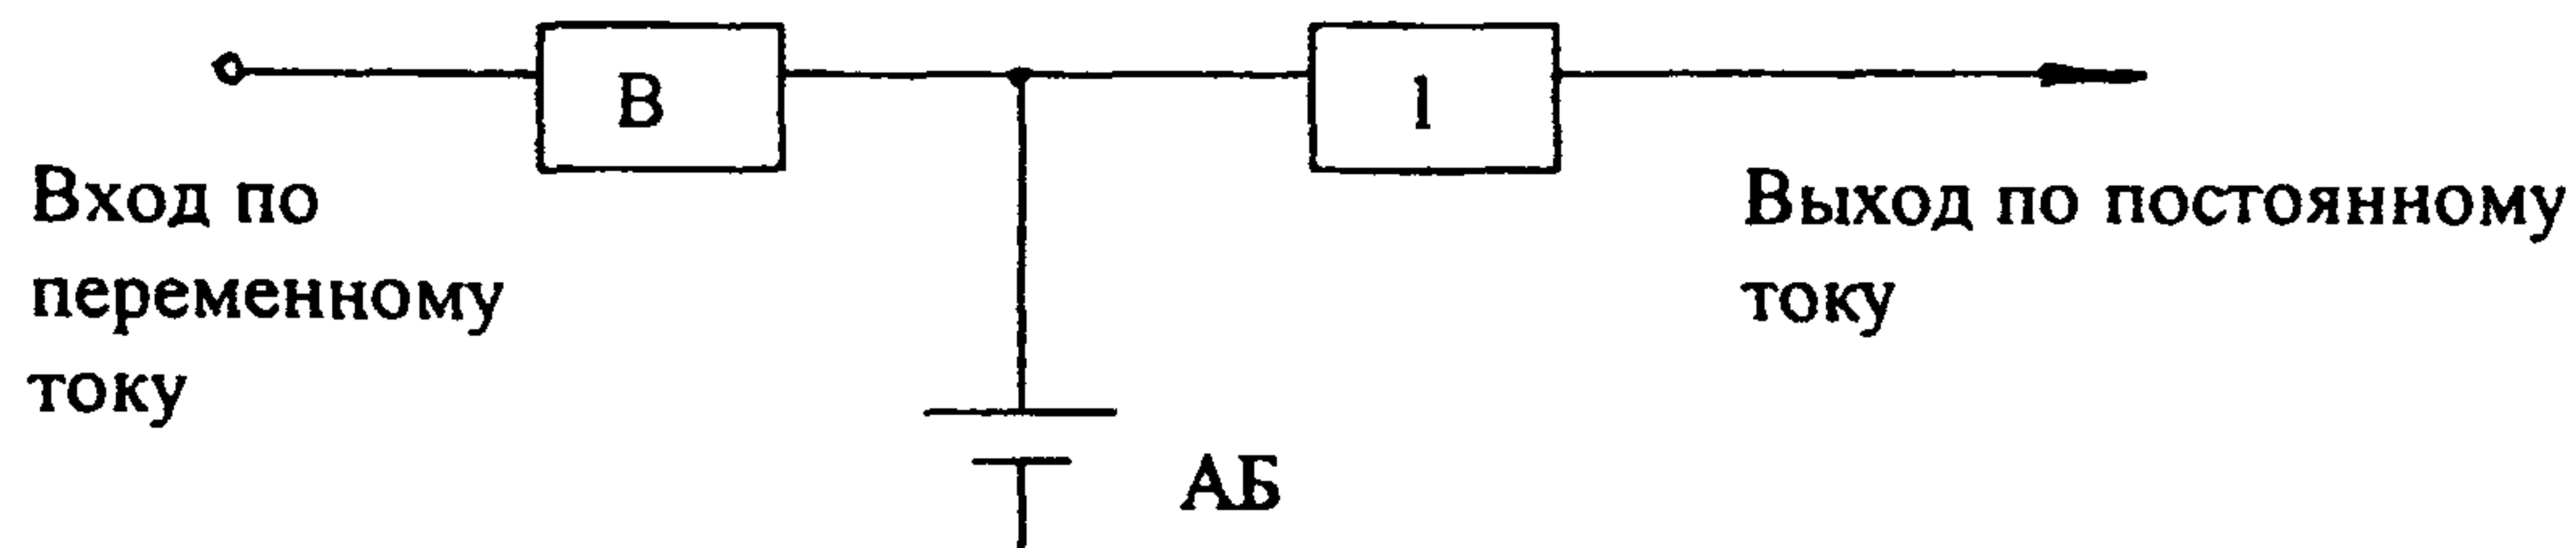 В
1
Вход по
переменному
току
Выход по постоянному
току
АБ